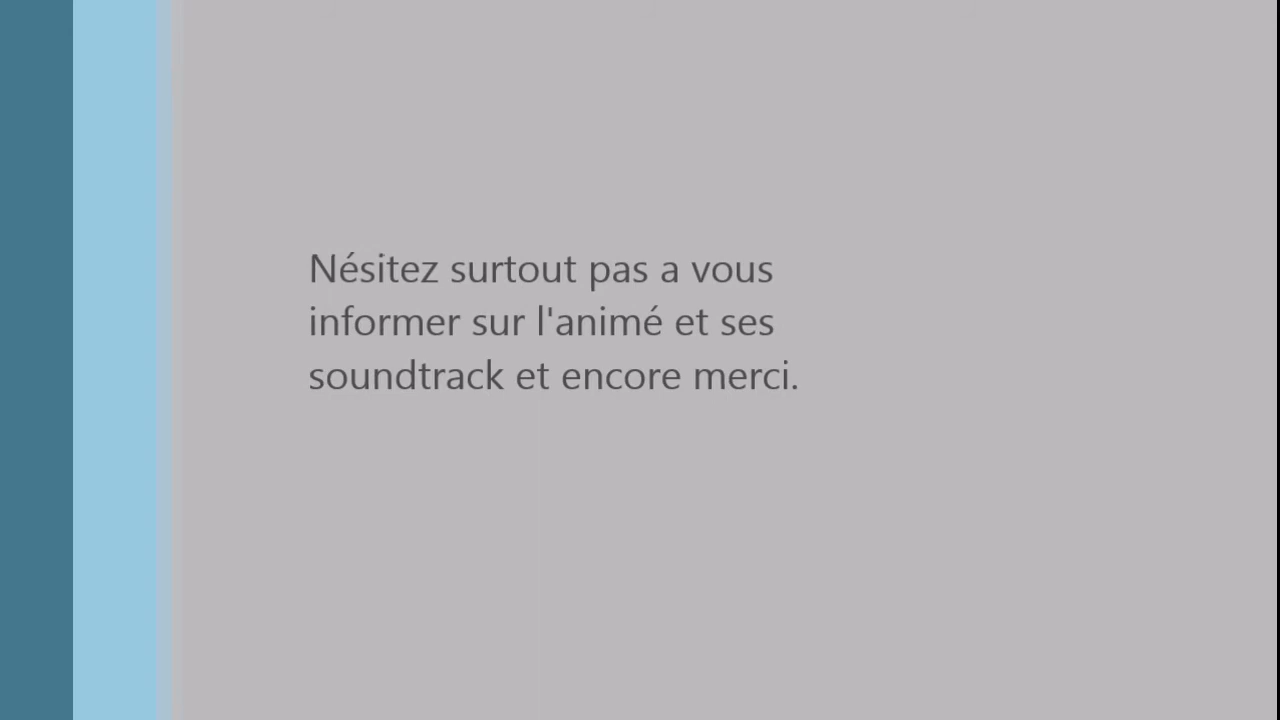 Nésitez surtout pas a vous
informer sur l'animé et ses
soundtrack et encore merci.